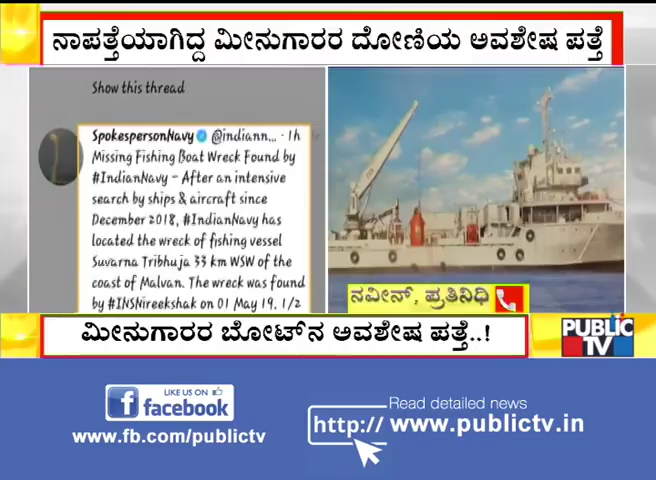 ನಾಪತ್ತೆಯಾಗಿದ್ದ ಮೀನುಗಾರರ ದೋಣಿಯ ಅವಶೇಷ ಪತ್ತೆ
Show this thread
SpokespersonNavy @indiann... · 1h
Missing Fishing Boat Wreck Found by
#IndianNavy - After an intensive
search by ships & aircraft since
December 2018, #IndianNavy has
located the wreck of fishing vessel
Suvarna Tribhuja 33 km WSW of the
coast of Malvan. The wreck was found
by #INSNireekshak on 01 May 19. 1/2
ನವೀನ್, ಪ್ರತಿನಿಧಿ
ಮೀನುಗಾರರ ಬೋಟ್‌ನ ಅವಶೇಷ ಪತ್ತೆ..!
PUBLIC
TV
LIKE US ON
facebook
www.fb.com/publictv
Read detailed news
http:// www.publictv.in